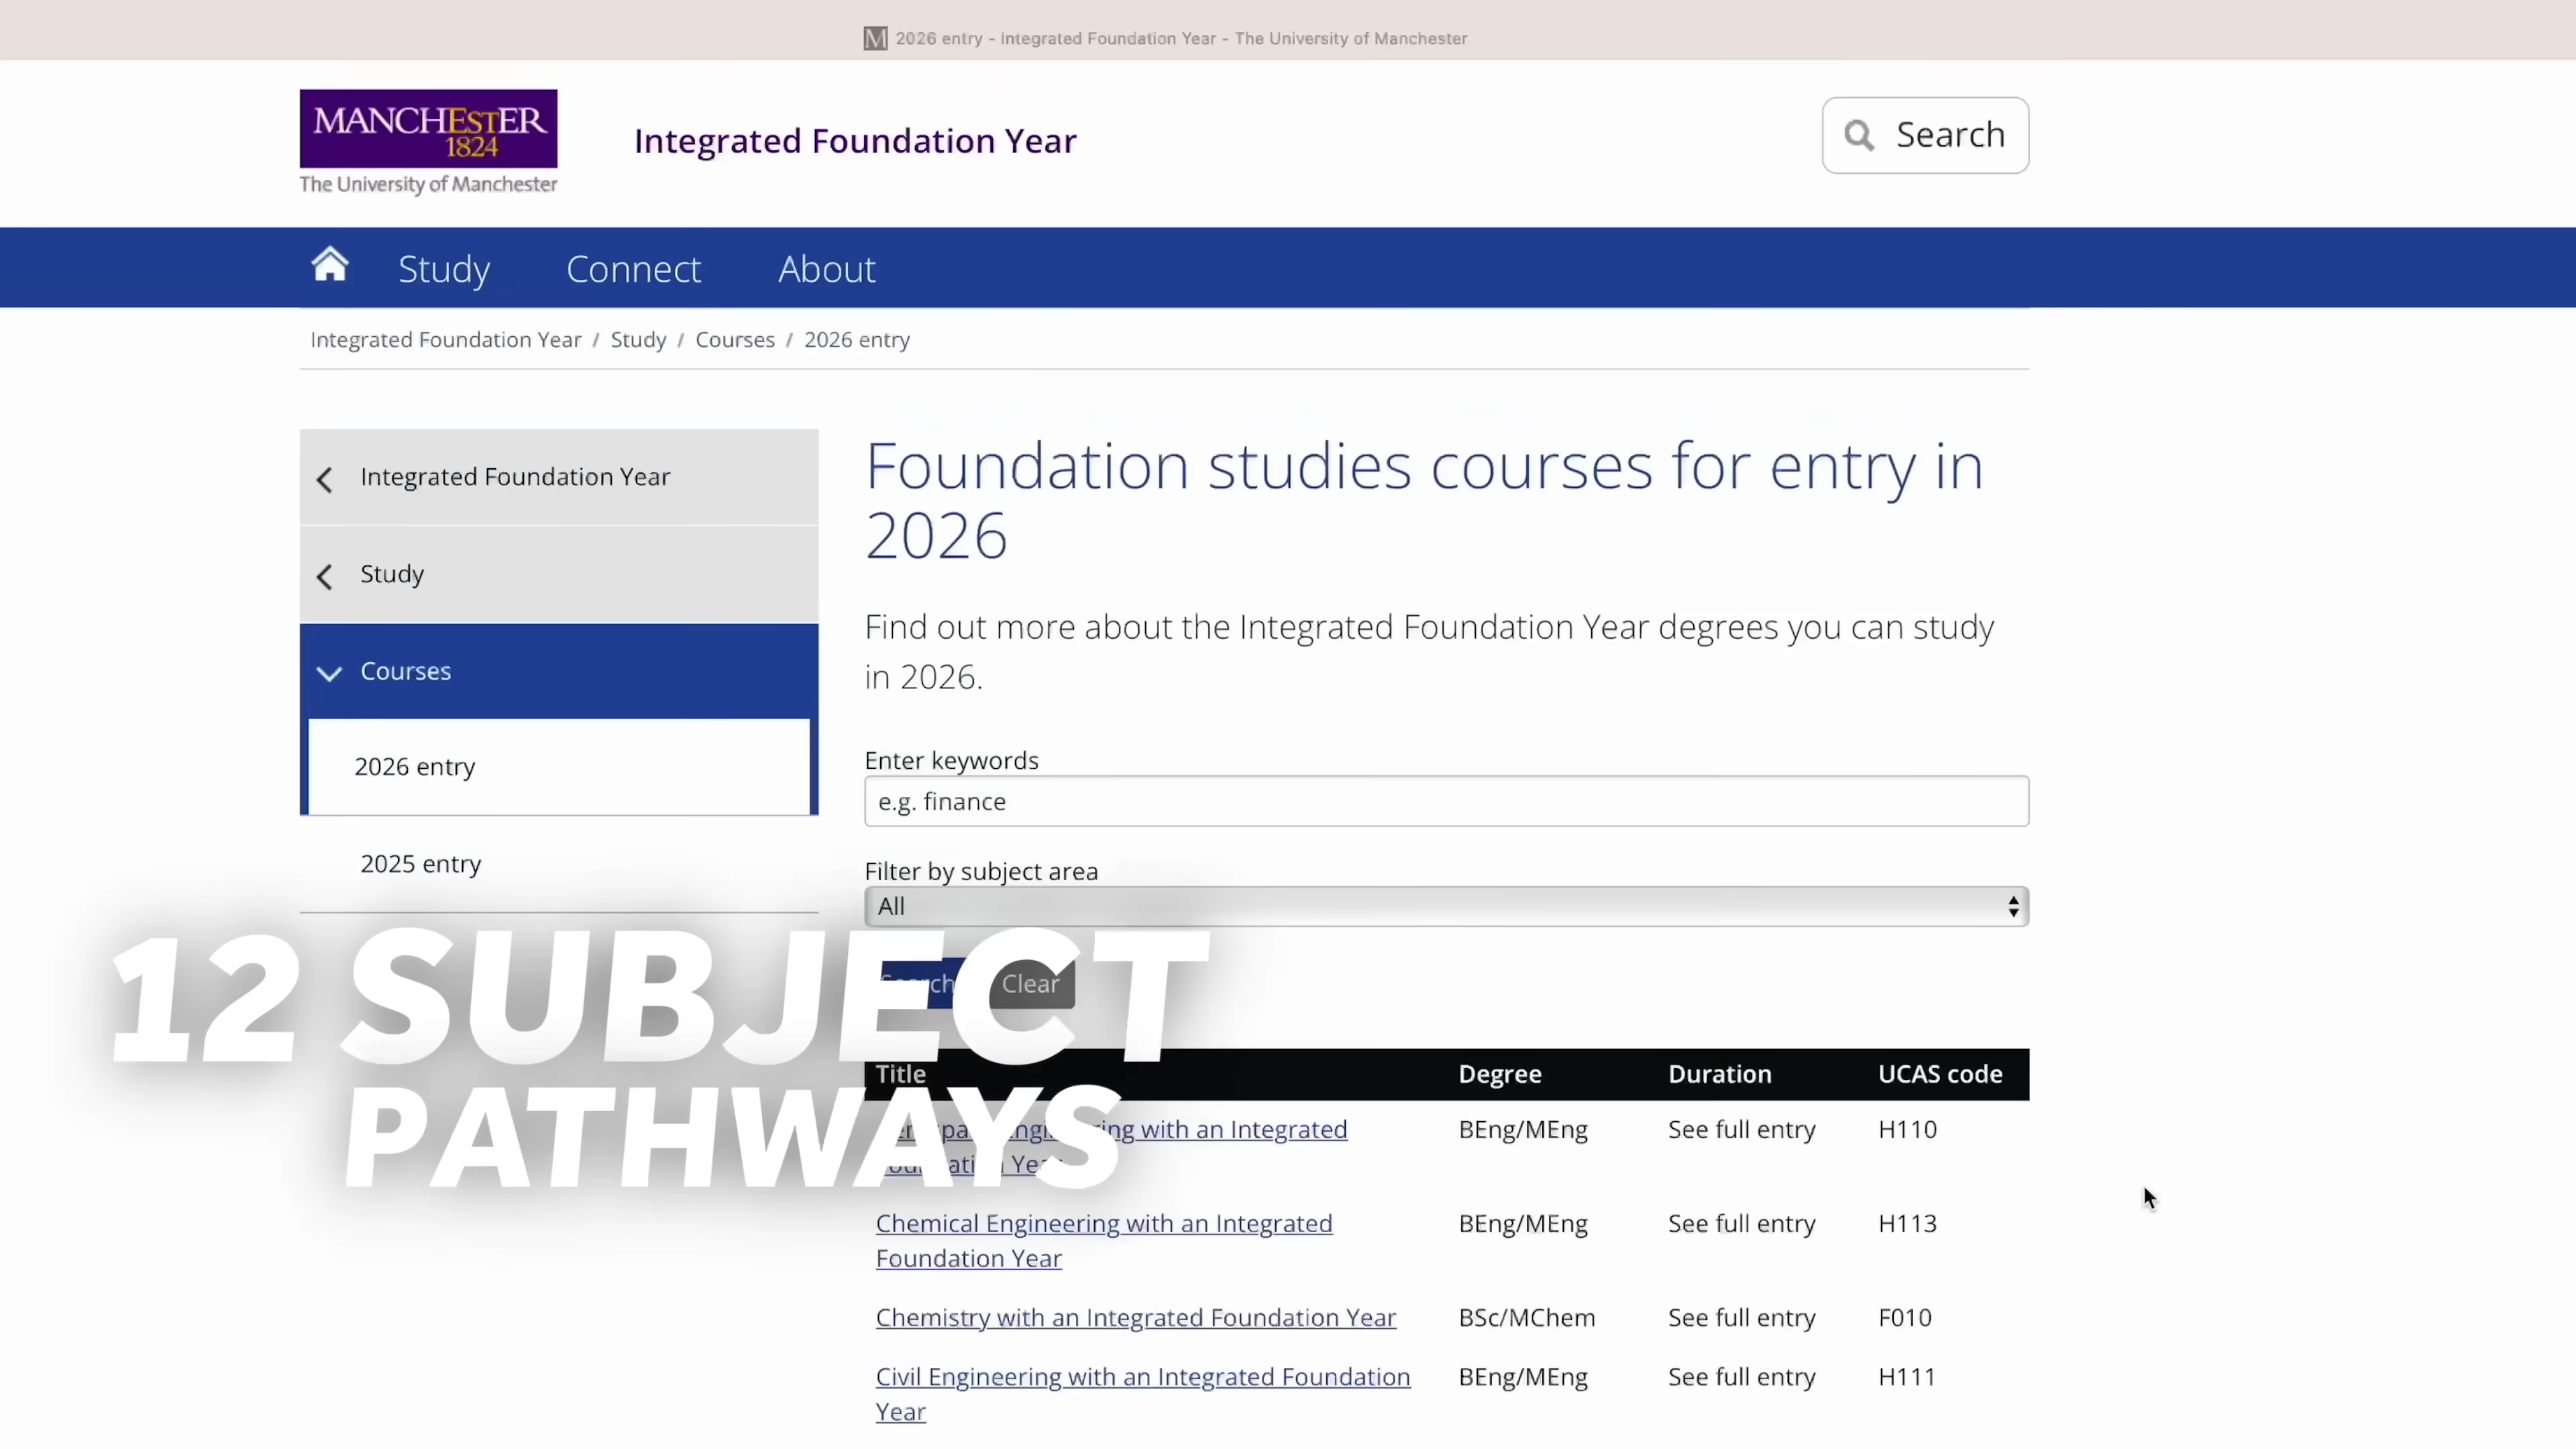 2026 entry - Integrated Foundation Year - The University of Manchester
MANCHESTER
1824
The University of Manchester
Integrated Foundation Year
Search
Study Connect About
Integrated Foundation Year / Study / Courses / 2026 entry
Integrated Foundation Year
Study
Courses
2026 entry
2025 entry
Foundation studies courses for entry in
2026
Find out more about the Integrated Foundation Year degrees you can study
in 2026.
Enter keywords
e.g. finance
Filter by subject area
All
Clear
12 SUBJECT
PATHWAYS
Title Degree Duration UCAS code
with an Integrated BEng/MEng See full entry H110
Chemical Engineering with an Integrated BEng/MEng See full entry H113
Foundation Year
Chemistry with an Integrated Foundation Year BSc/MChem See full entry F010
Civil Engineering with an Integrated Foundation BEng/MEng See full entry H111
Year